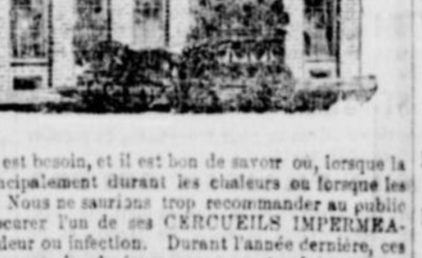 est besoin, et il est bon de savoir où, lorsque la
ncipalement durant les chaleurs ou lorsque les
Nous ne saurions trop recommander au public
ocurer l'un de ses CERCUEILS IMPERMEA-
deur ou infection. Durant l'année dernière, ces